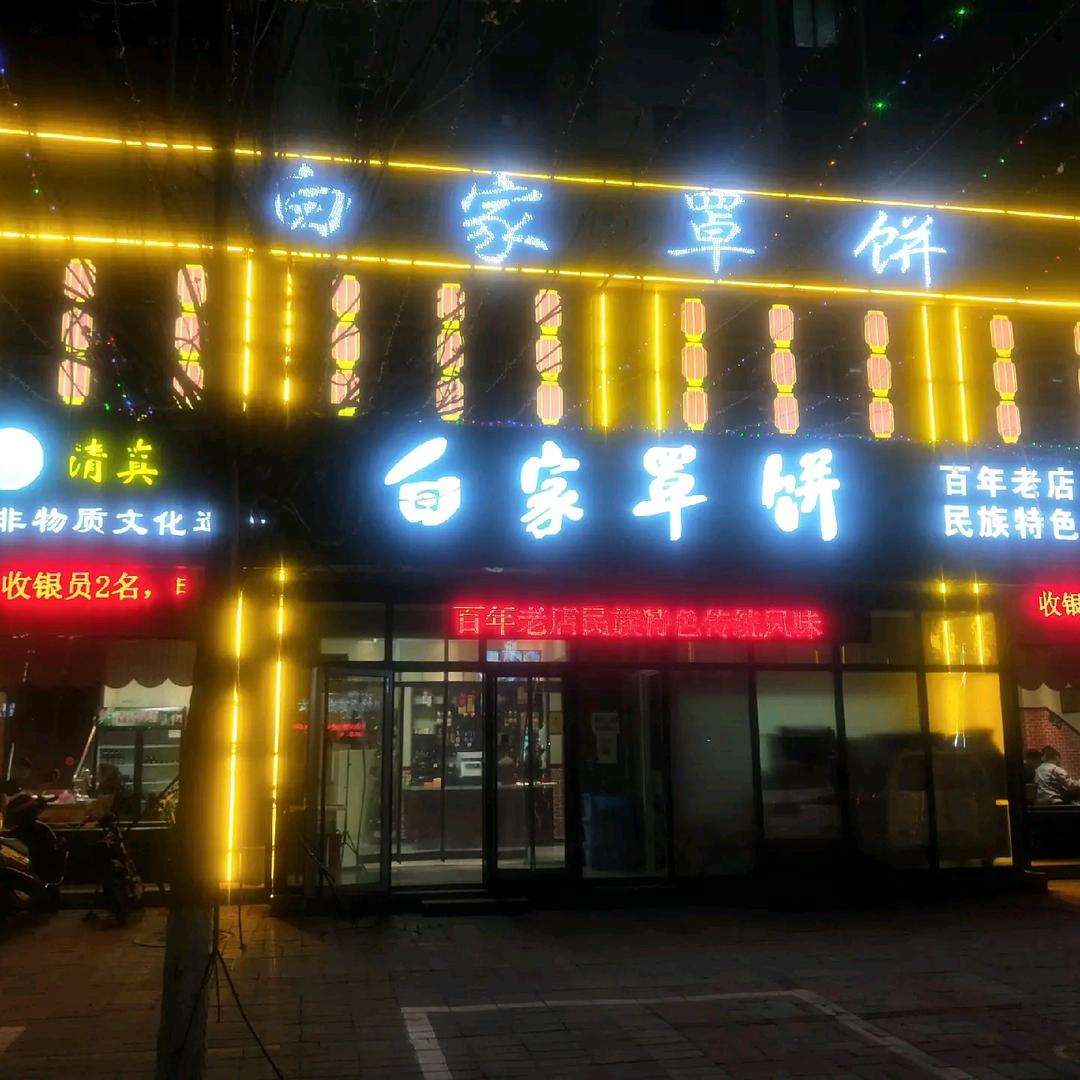 白家罩饼
清真
白家罩饼
百年老店
非物质文化遗
民族特色
收银员2名，
百年老店民族特色传统风味
收银